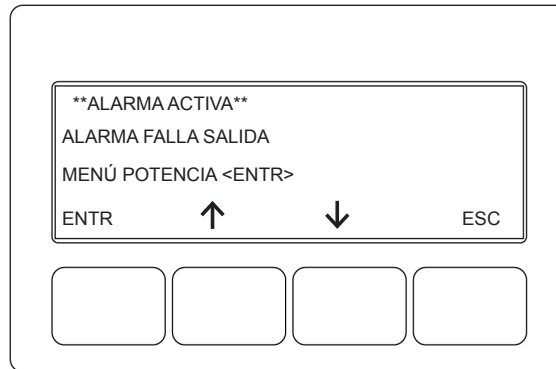 **ALARMA ACTIVA**
ALARMA FALLA SALIDA
MENÚ POTENCIA <ENTR>
ENTR ↑ ↓ ESC